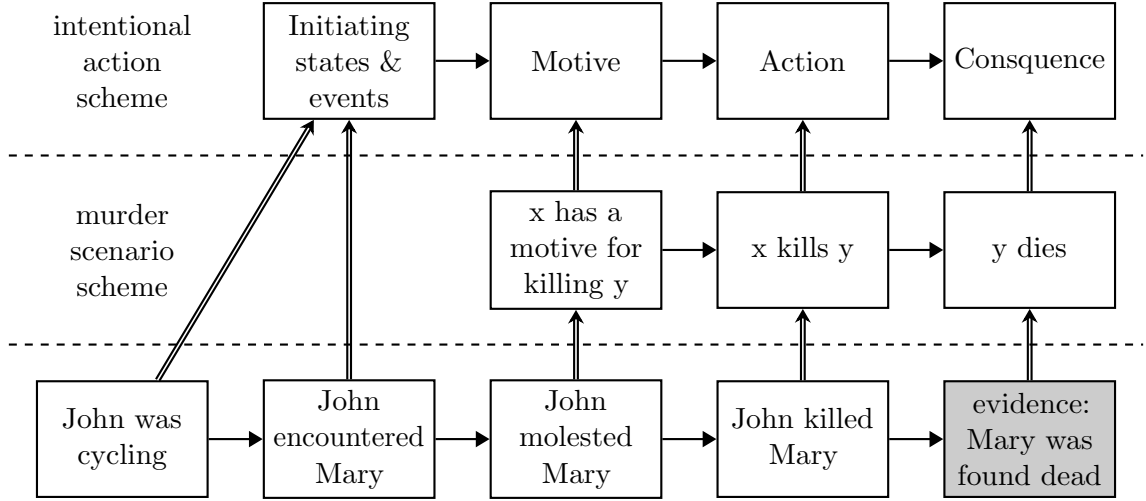 intentional
action
scheme
Initiating
states &
events
Motive
Action
Consquence
murder
scenario
scheme
x has a
motive for
killing y
x kills y
y dies
John was
cycling
John
encountered
Mary
John
molested
Mary
John killed
Mary
evidence:
Mary was
found dead